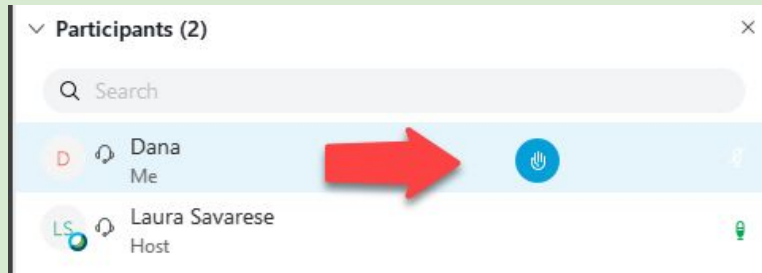 Participants (2)
Search
D
Dana
Me
LS
Laura Savarese
Host